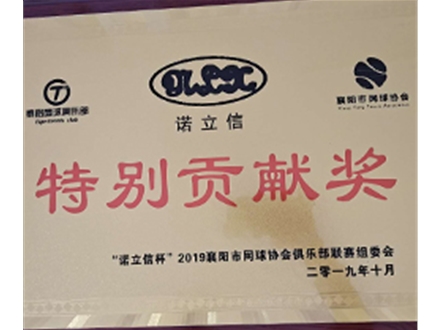 诺立信
襄阳市网球协会
特别贡献奖
“诺立信杯”2019襄阳市网球协会俱乐部联赛组委会
二零一九年十月